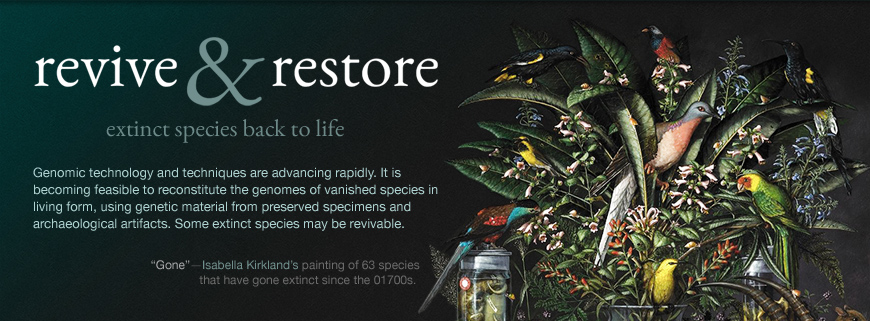 revive & restore
extinct species back to life
Genomic technology and techniques are advancing rapidly. It is
becoming feasible to reconstitute the genomes of vanished species in
living form, using genetic material from preserved specimens and
archaeological artifacts. Some extinct species may be revivable.
“Gone”—Isabella Kirkland’s painting of 63 species
that have gone extinct since the 01700s.